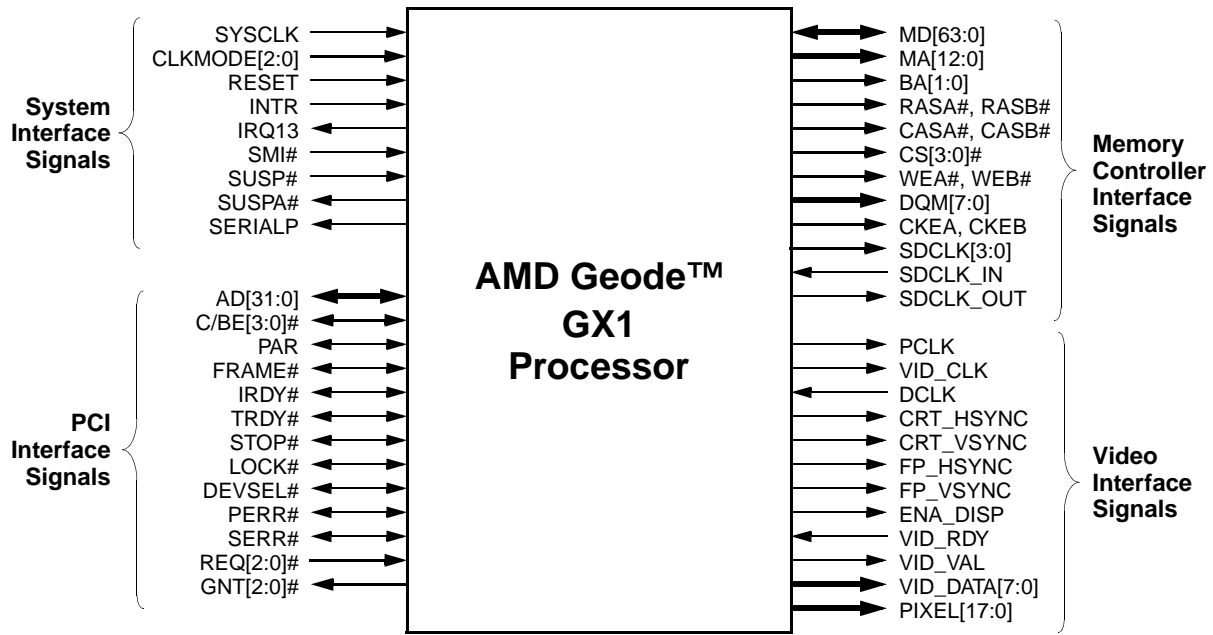 System
Interface
Signals
SYSCLK
CLKMODE[2:0]
RESET
INTR
IRQ13
SMI#
SUSP#
SUSPA#
SERIALP
PCI
Interface
Signals
AD[31:0]
C/BE[3:0]#
PAR
FRAME#
IRDY#
TRDY#
STOP#
LOCK#
DEVSEL#
PERR#
SERR#
REQ[2:0]#
GNT[2:0]#
AMD Geode™
GX1
Processor
MD[63:0]
MA[12:0]
BA[1:0]
RASA#, RASB#
CASA#, CASB#
CS[3:0]#
WEA#, WEB#
DQM[7:0]
CKEA, CKEB
SDCLK[3:0]
SDCLK_IN
SDCLK_OUT
Memory
Controller
Interface
Signals
PCLK
VID_CLK
DCLK
CRT_HSYNC
CRT_VSYNC
FP_HSYNC
FP_VSYNC
ENA_DISP
VID_RDY
VID_VAL
VID_DATA[7:0]
PIXEL[17:0]
Video
Interface
Signals